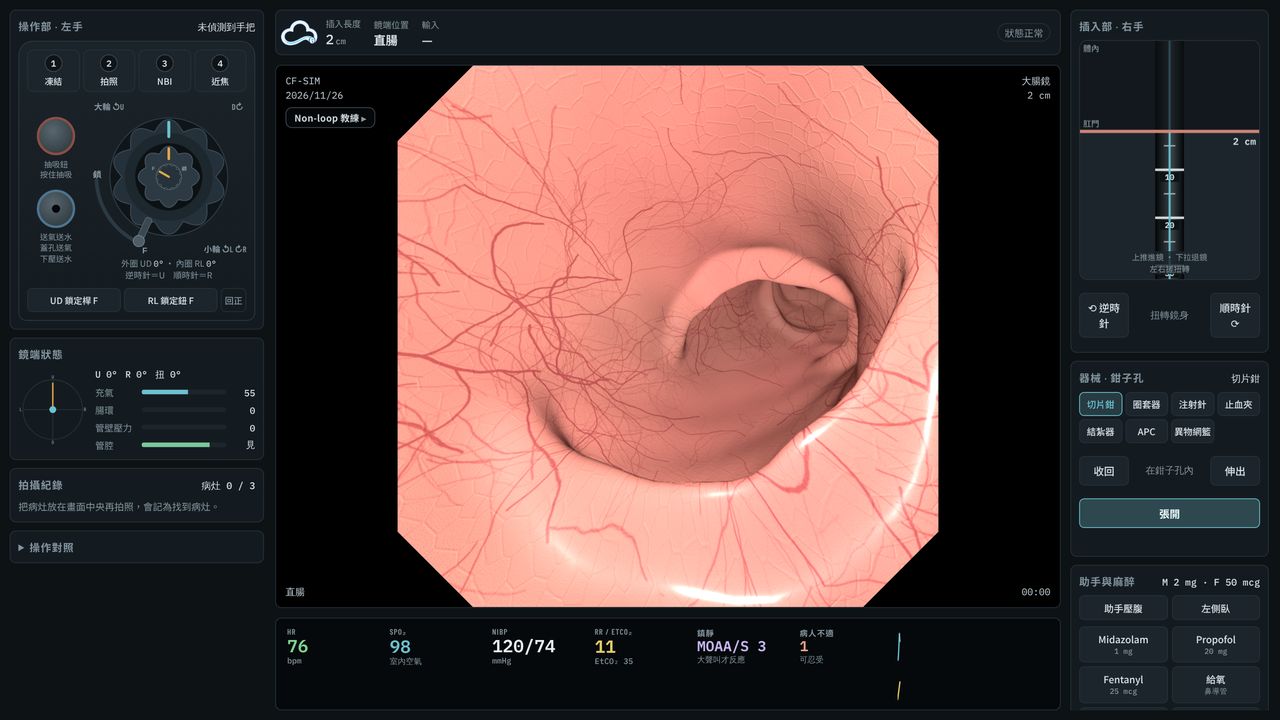 操作部 · 左手
未偵測到手把
1
凍結
2
拍照
3
NBI
4
近焦
大輪 ↺U
D↻
抽吸鈕
按住抽吸
鎖
送氣送水
蓋孔送氣
下壓送水
F
小輪 ↺L ↻R
外圈 UD 0° · 內圈 RL 0°
逆時針＝U 順時針＝R
UD 鎖定桿 F
RL 鎖定鈕 F
回正
鏡端狀態
U 0° R 0° 扭 0°
充氣 55
腸環 0
管壁壓力 0
管腔 見
拍攝紀錄
病灶 0 / 3
把病灶放在畫面中央再拍照，會記為找到病灶。
▶ 操作對照
插入長度
2 cm
鏡端位置
直腸
輸入
—
狀態正常
CF-SIM
2026/11/26
Non-loop 教練 ▸
大腸鏡
2 cm
直腸
00:00
HR
76
bpm
SPO₂
98
室內空氣
NIBP
120/74
mmHg
RR / ETCO₂
11
EtCO₂ 35
鎮靜
MOAA/S 3
大聲叫才反應
病人不適
1
可忍受
插入部 · 右手
體內
肛門
2 cm
10
20
上推進鏡 · 下拉退鏡
左右搓扭轉
⟲ 逆時針
扭轉鏡身
順時針 ⟳
器械 · 鉗子孔
切片鉗
切片鉗
圈套器
注射針
止血夾
結紮器
APC
異物網籃
收回
在鉗子孔內
伸出
張開
助手與麻醉
M 2 mg · F 50 mcg
助手壓腹
左側臥
Midazolam
1 mg
Propofol
20 mg
Fentanyl
25 mcg
給氧
鼻導管